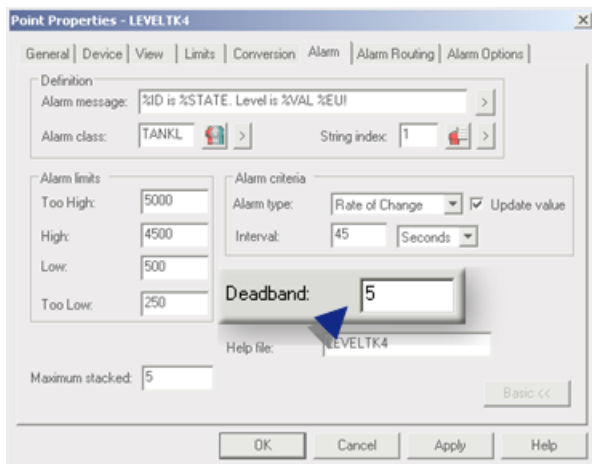 Point Properties - LEVELTK4
General Device View Limits Conversion Alarm Alarm Routing Alarm Options
Definition
Alarm message: %ID is %STATE. Level is %VAL %EU!
Alarm class: TANKL String index: 1
Alarm limits
Too High: 5000
High: 4500
Low: 500
Too Low: 250
Alarm criteria
Alarm type: Rate of Change Update value
Interval: 45 Seconds
Deadband: 5
Help file: LEVELTK4
Maximum stacked: 5
Basic <<
OK Cancel Apply Help